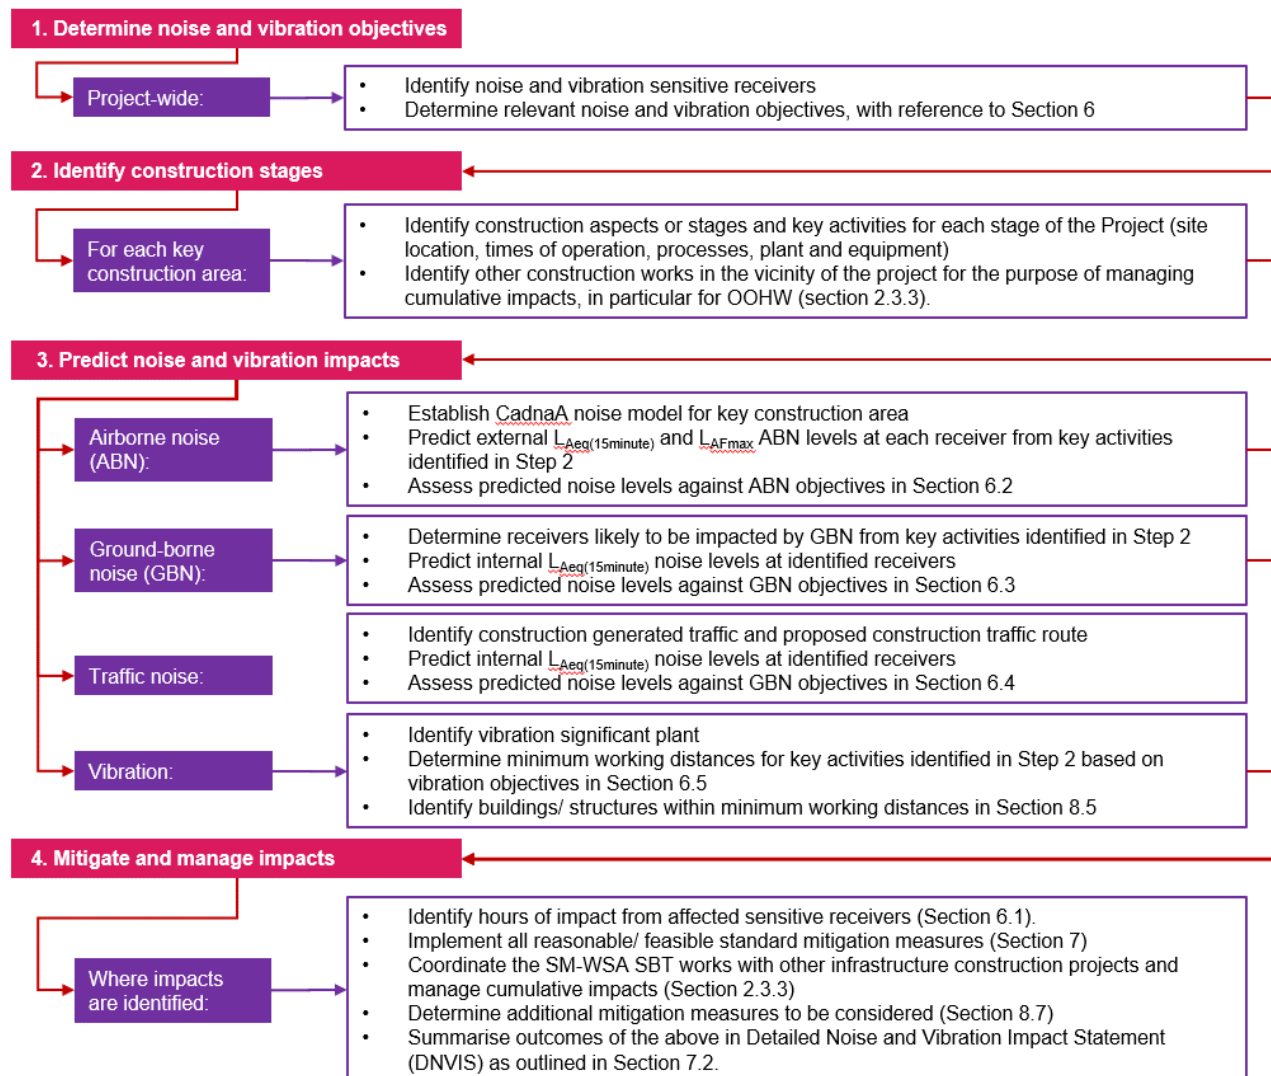 1. Determine noise and vibration objectives
Project-wide:
• Identify noise and vibration sensitive receivers
• Determine relevant noise and vibration objectives, with reference to Section 6
2. Identify construction stages
For each key
construction area:
• Identify construction aspects or stages and key activities for each stage of the Project (site
location, times of operation, processes, plant and equipment)
• Identify other construction works in the vicinity of the project for the purpose of managing
cumulative impacts, in particular for OOHW (section 2.3.3).
3. Predict noise and vibration impacts
Airborne noise
(ABN):
• Establish CadnaA noise model for key construction area
• Predict external LAeq(15minute) and LAFmax ABN levels at each receiver from key activities
identified in Step 2
• Assess predicted noise levels against ABN objectives in Section 6.2
Ground-borne
noise (GBN):
• Determine receivers likely to be impacted by GBN from key activities identified in Step 2
• Predict internal LAeq(15minute) noise levels at identified receivers
• Assess predicted noise levels against GBN objectives in Section 6.3
Traffic noise:
• Identify construction generated traffic and proposed construction traffic route
• Predict internal LAeq(15minute) noise levels at identified receivers
• Assess predicted noise levels against GBN objectives in Section 6.4
Vibration:
• Identify vibration significant plant
• Determine minimum working distances for key activities identified in Step 2 based on
vibration objectives in Section 6.5
• Identify buildings/ structures within minimum working distances in Section 8.5
4. Mitigate and manage impacts
Where impacts
are identified:
• Identify hours of impact from affected sensitive receivers (Section 6.1).
• Implement all reasonable/ feasible standard mitigation measures (Section 7)
• Coordinate the SM-WSA SBT works with other infrastructure construction projects and
manage cumulative impacts (Section 2.3.3)
• Determine additional mitigation measures to be considered (Section 8.7)
• Summarise outcomes of the above in Detailed Noise and Vibration Impact Statement
(DNVIS) as outlined in Section 7.2.